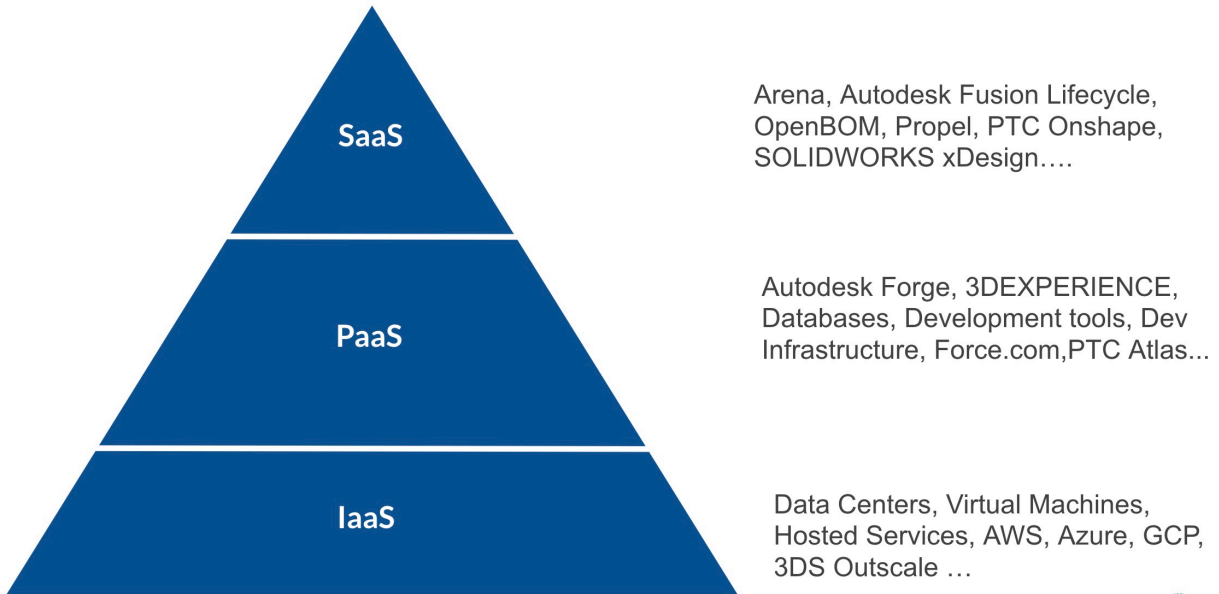 SaaS
Arena, Autodesk Fusion Lifecycle,
OpenBOM, Propel, PTC Onshape,
SOLIDWORKS xDesign….
PaaS
Autodesk Forge, 3DEXPERIENCE,
Databases, Development tools, Dev
Infrastructure, Force.com,PTC Atlas...
IaaS
Data Centers, Virtual Machines,
Hosted Services, AWS, Azure, GCP,
3DS Outscale …